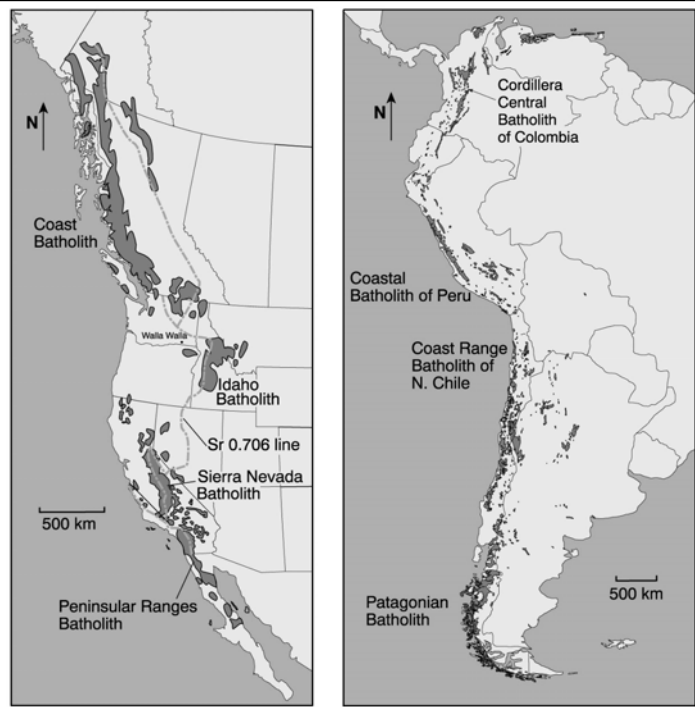 N
Coast
Batholith
Walla Walla
Idaho
Batholith
Sr 0.706 line
Sierra Nevada
Batholith
500 km
Peninsular Ranges
Batholith
N
Cordillera
Central
Batholith
of Colombia
Coastal
Batholith of Peru
Coast Range
Batholith of
N. Chile
Patagonian
Batholith
500 km